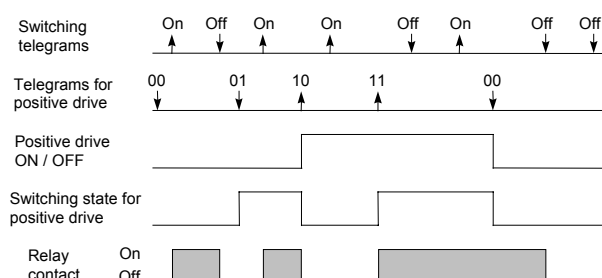 Switching telegrams
On Off On On Off On Off Off
Telegrams for positive drive
00 01 10 11 00
Positive drive ON / OFF
Switching state for positive drive
Relay contact
On
Off